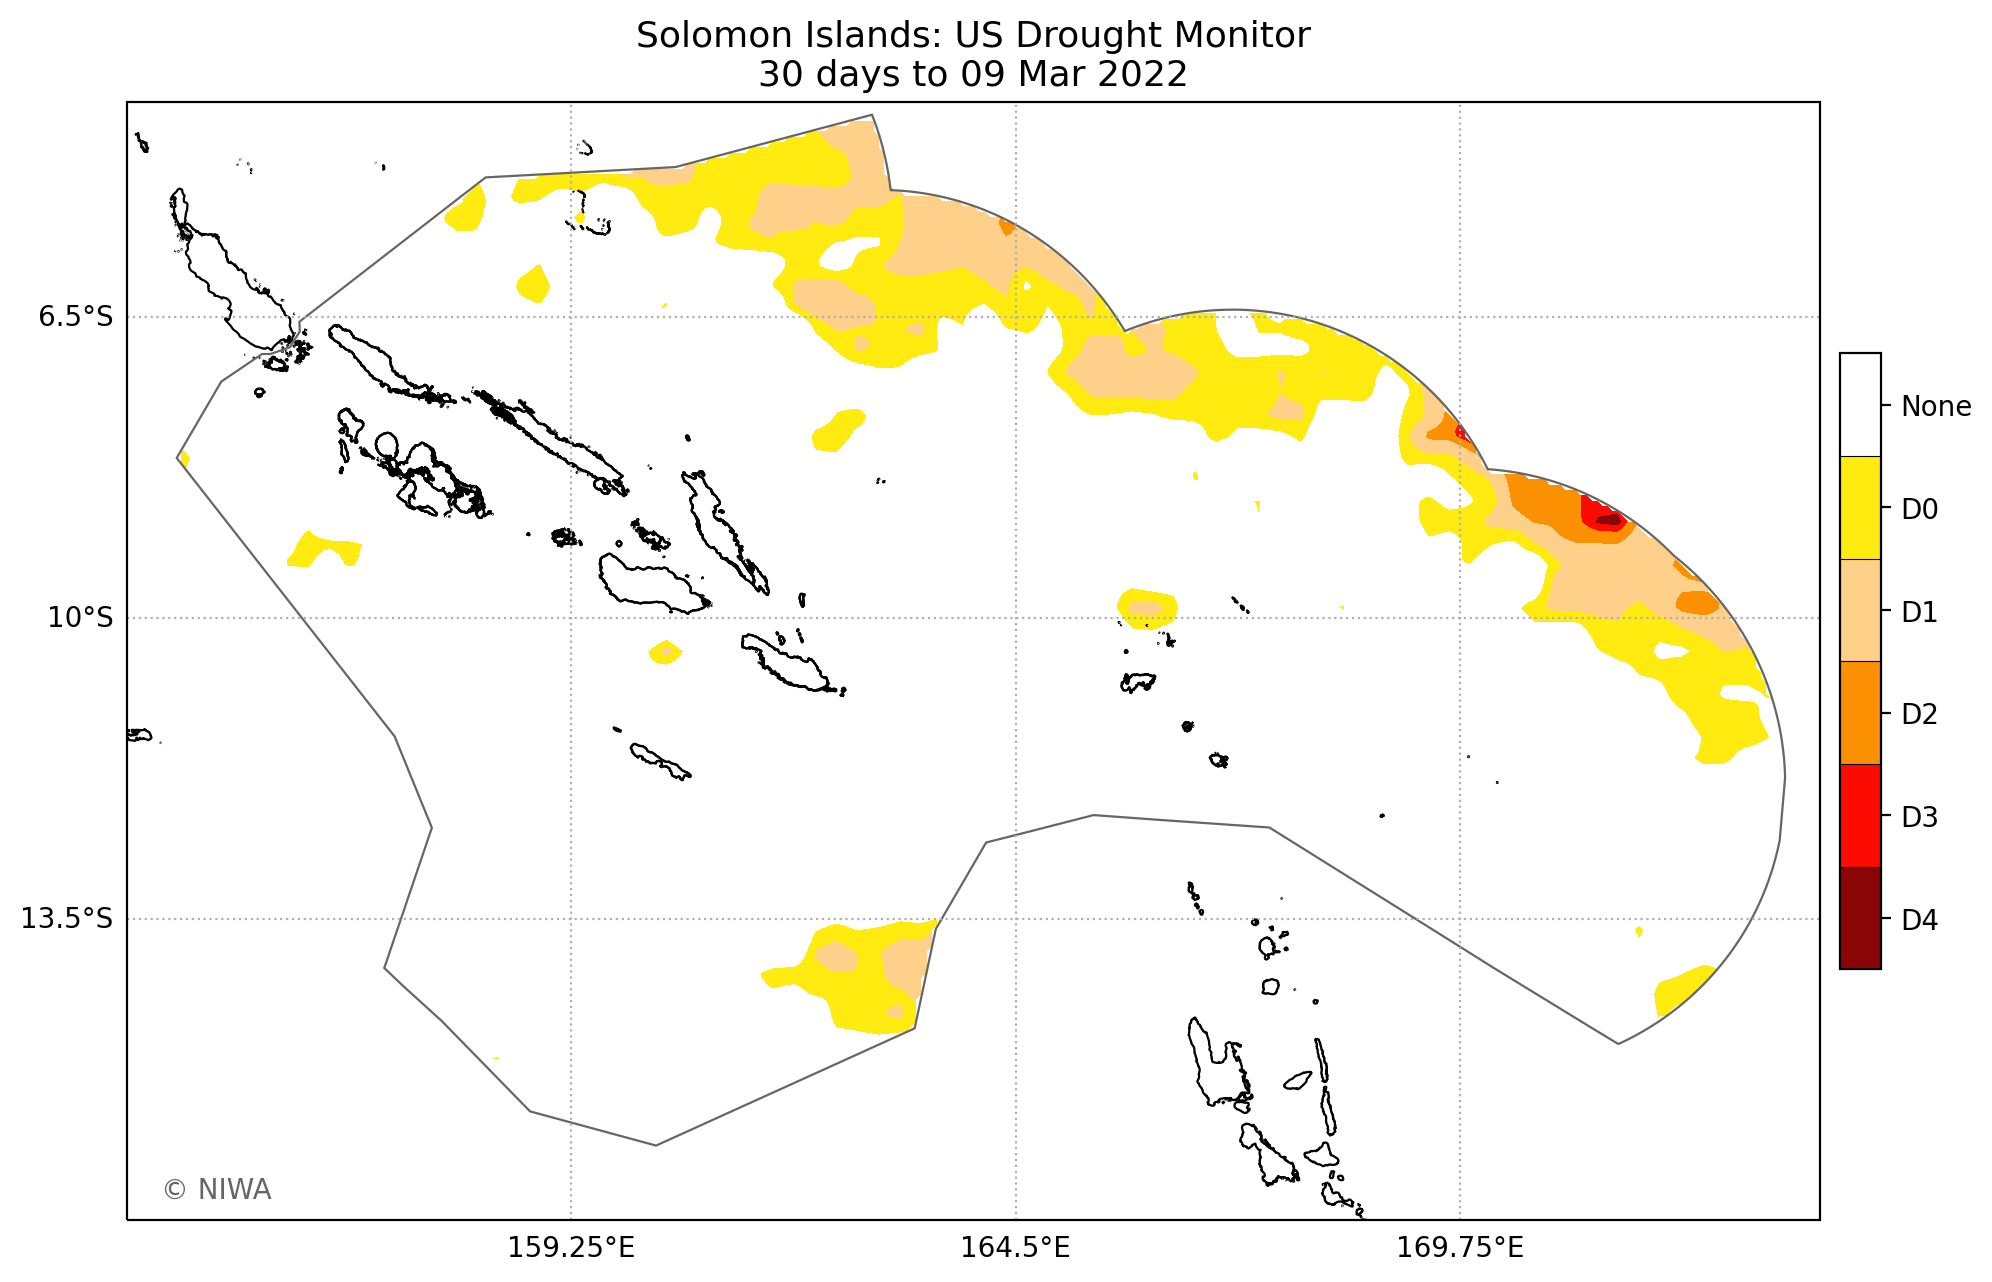 Solomon Islands: US Drought Monitor
30 days to 09 Mar 2022
6.5°S
10°S
13.5°S
159.25°E
164.5°E
169.75°E
None
D0
D1
D2
D3
D4
© NIWA